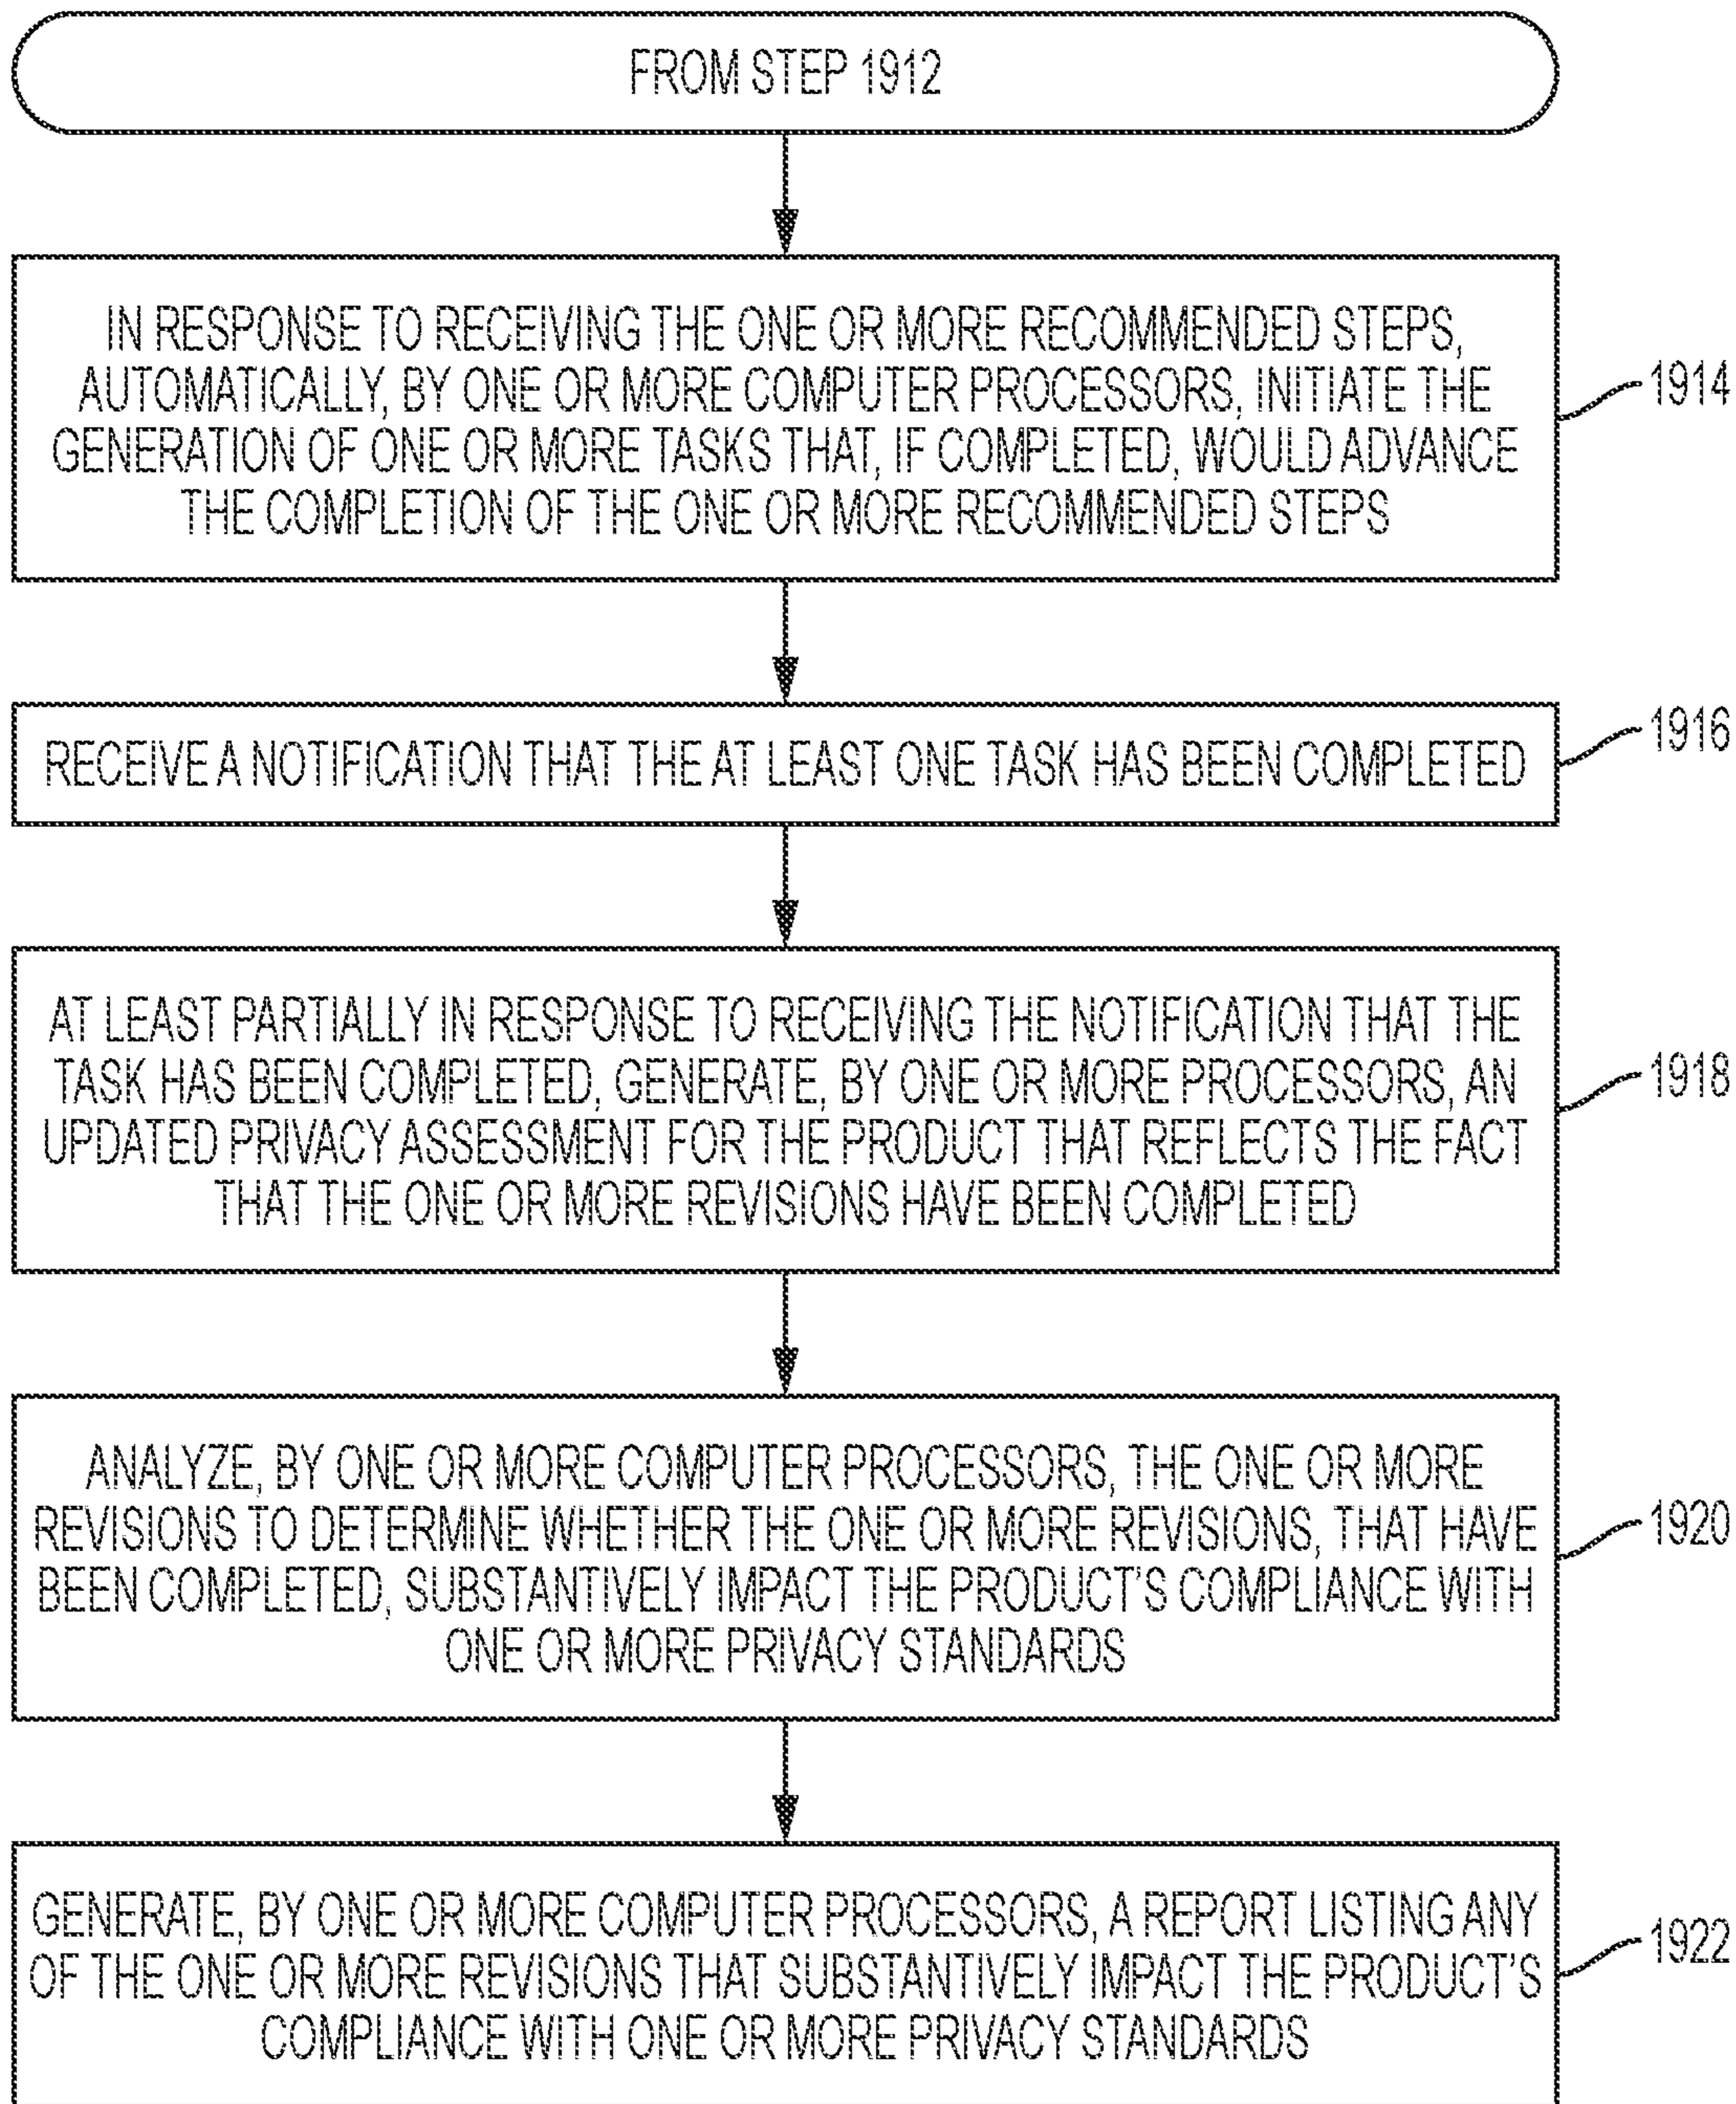 FROM STEP 1912
IN RESPONSE TO RECEIVING THE ONE OR MORE RECOMMENDED STEPS,
AUTOMATICALLY, BY ONE OR MORE COMPUTER PROCESSORS, INITIATE THE
GENERATION OF ONE OR MORE TASKS THAT, IF COMPLETED, WOULD ADVANCE
THE COMPLETION OF THE ONE OR MORE RECOMMENDED STEPS
1914
RECEIVE A NOTIFICATION THAT THE AT LEAST ONE TASK HAS BEEN COMPLETED
1916
AT LEAST PARTIALLY IN RESPONSE TO RECEIVING THE NOTIFICATION THAT THE
TASK HAS BEEN COMPLETED, GENERATE, BY ONE OR MORE PROCESSORS, AN
UPDATED PRIVACY ASSESSMENT FOR THE PRODUCT THAT REFLECTS THE FACT
THAT THE ONE OR MORE REVISIONS HAVE BEEN COMPLETED
1918
ANALYZE, BY ONE OR MORE COMPUTER PROCESSORS, THE ONE OR MORE
REVISIONS TO DETERMINE WHETHER THE ONE OR MORE REVISIONS, THAT HAVE
BEEN COMPLETED, SUBSTANTIVELY IMPACT THE PRODUCT'S COMPLIANCE WITH
ONE OR MORE PRIVACY STANDARDS
1920
GENERATE, BY ONE OR MORE COMPUTER PROCESSORS, A REPORT LISTING ANY
OF THE ONE OR MORE REVISIONS THAT SUBSTANTIVELY IMPACT THE PRODUCT'S
COMPLIANCE WITH ONE OR MORE PRIVACY STANDARDS
1922